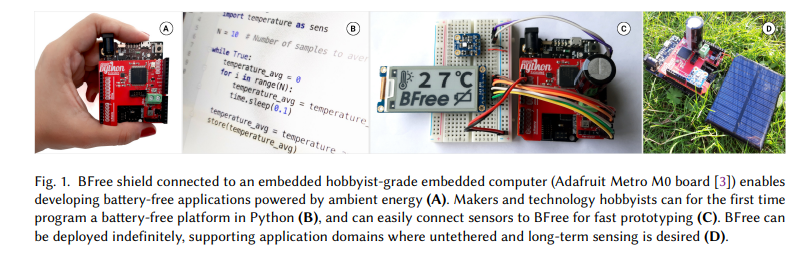 A
B
C
D
import temperature as sens
N = 10 # Number of samples to aver
while True:
temperature_avg = 0
for i in range(N):
temperature_avg = temperature_
time.sleep(0.1)
temperature_avg = temperature
store(temperature_avg)
python
27°C
BFree
python
Fig. 1. BFree shield connected to an embedded hobbyist-grade embedded computer (Adafruit Metro M0 board [3]) enables
developing battery-free applications powered by ambient energy (A). Makers and technology hobbyists can for the first time
program a battery-free platform in Python (B), and can easily connect sensors to BFree for fast prototyping (C). BFree can
be deployed indefinitely, supporting application domains where untethered and long-term sensing is desired (D).